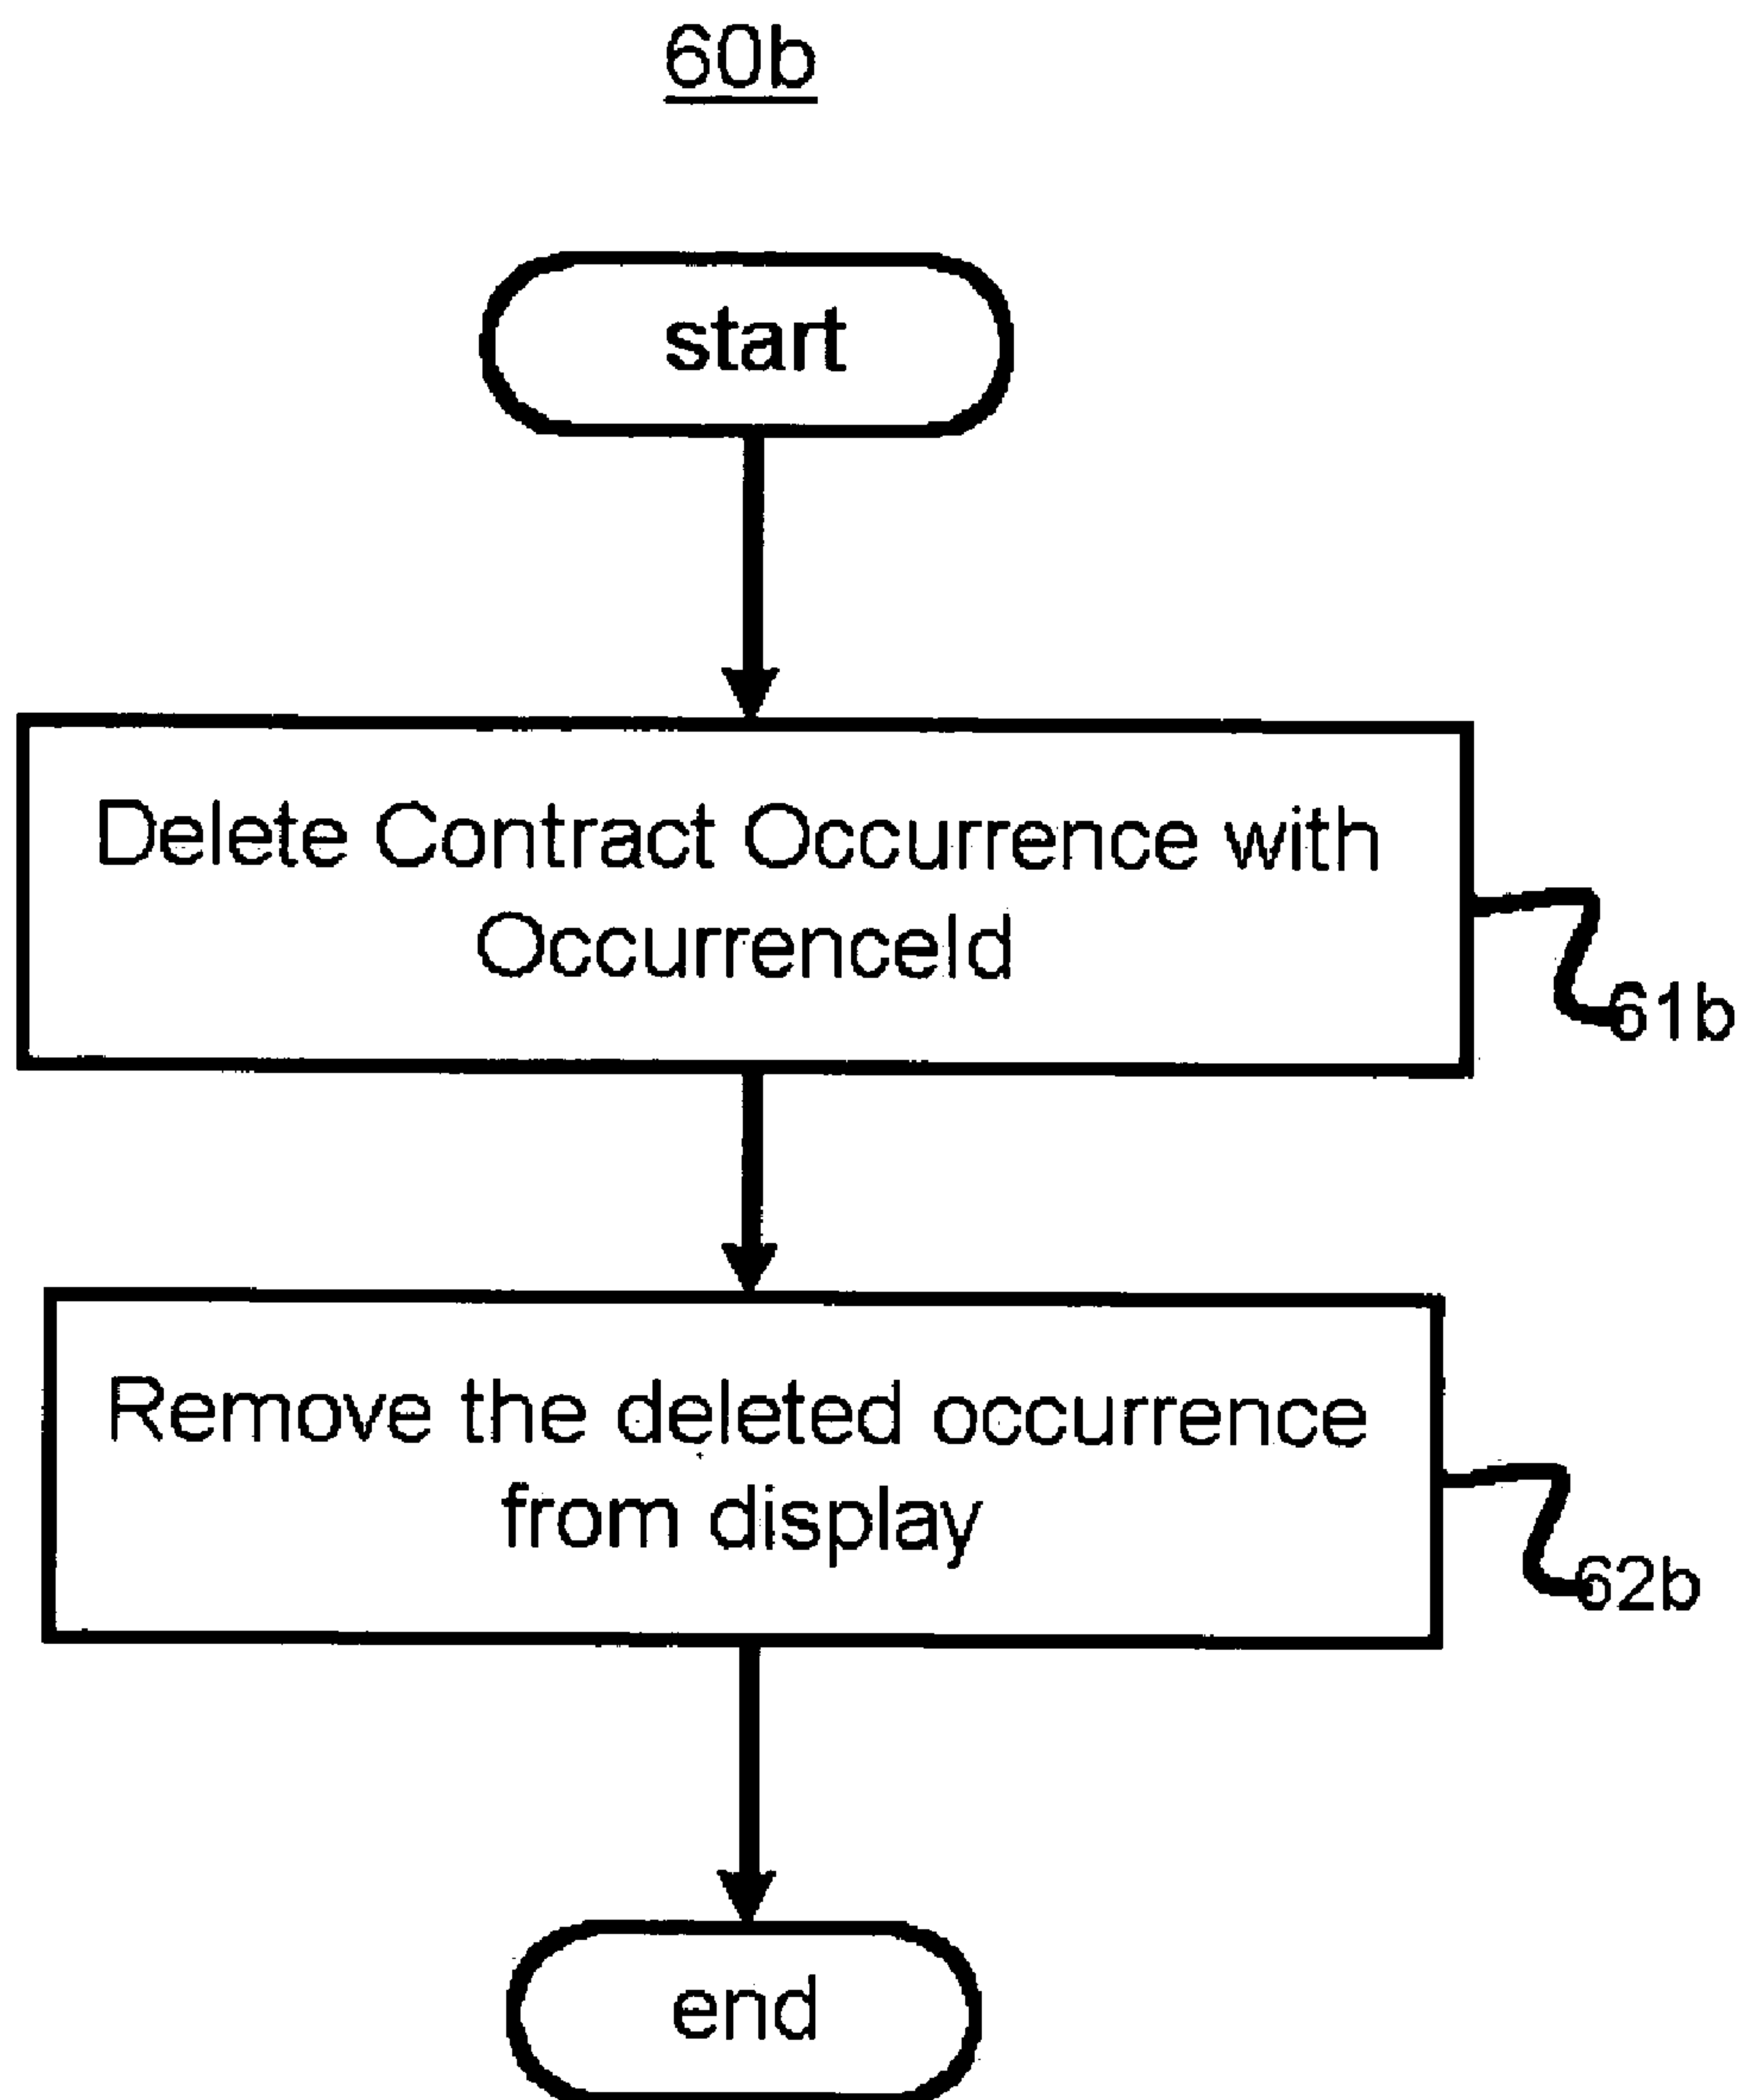 60b
start
Delete Contract Occurrence with
OccurrenceId
61b
Remove the deleted occurrence
from display
62b
end